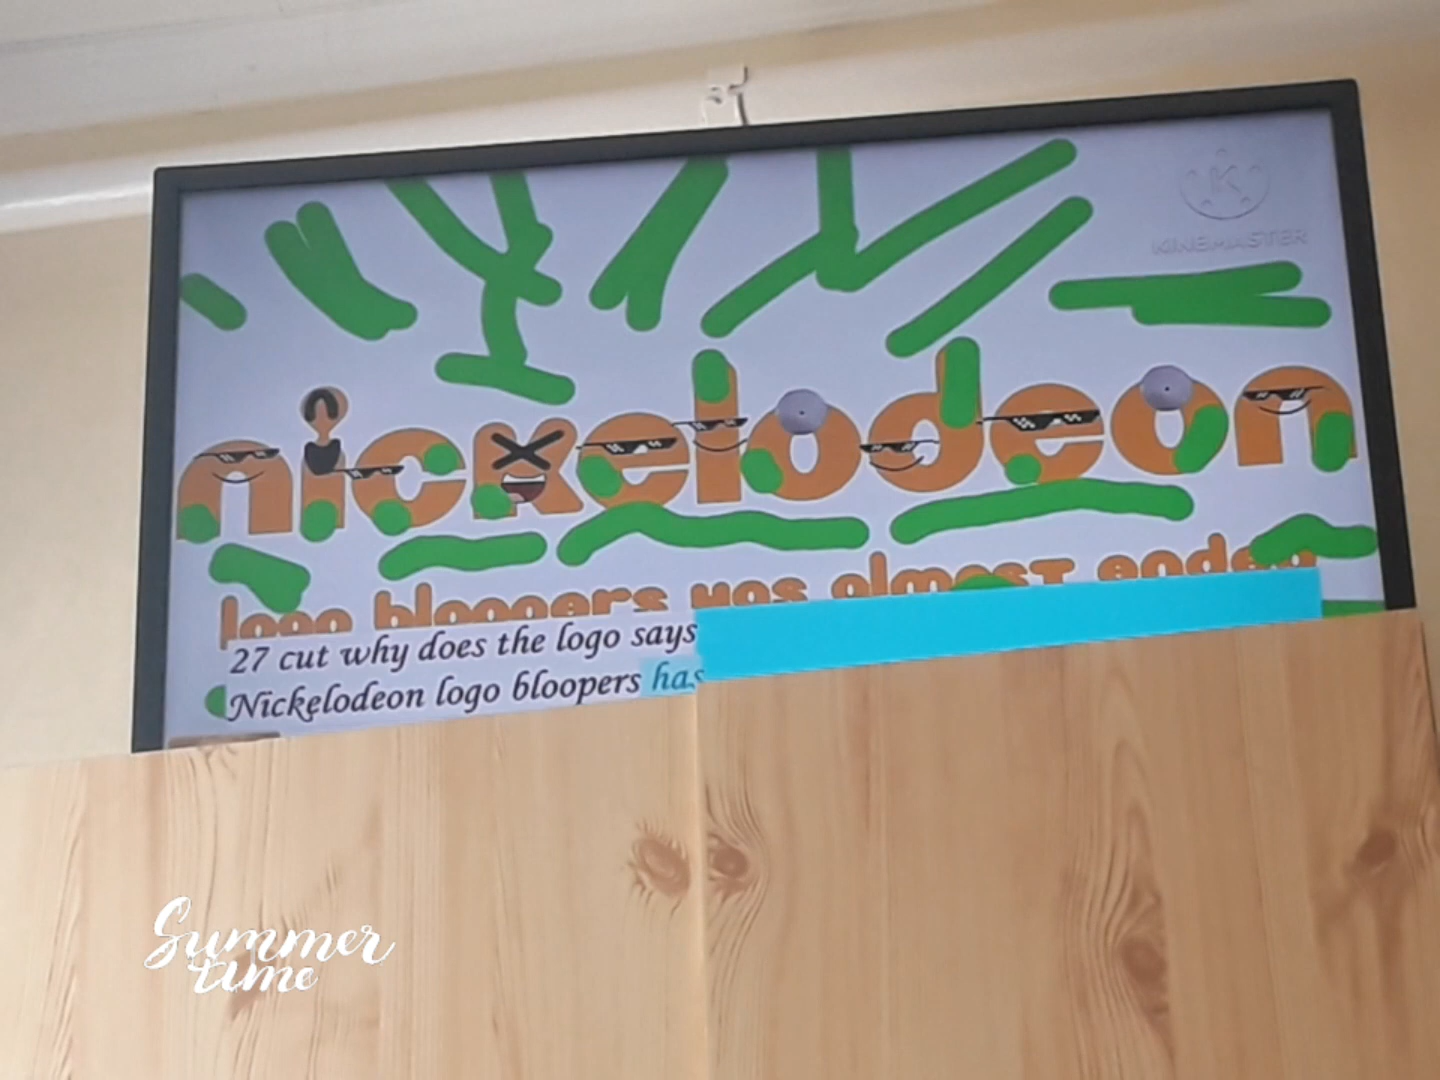 KINEMASTER
nickelodeon
logo bloopers was almost ended
27 cut why does the logo says
Nickelodeon logo bloopers has
Summer
time